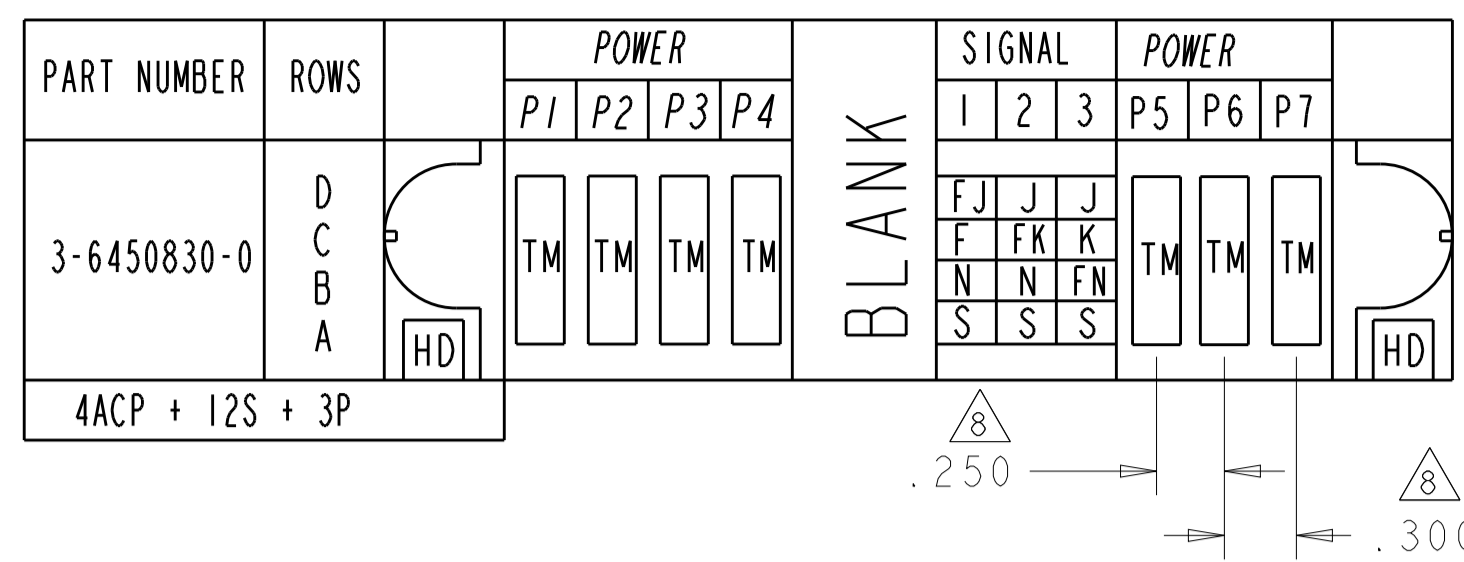 PART NUMBER ROWS POWER SIGNAL POWER
P1 P2 P3 P4 1 2 3 P5 P6 P7
3-6450830-0
D
C
B
A
HD
TM TM TM TM
BLANK
FJ J J
F FK K
N N FN
S S S
TM TM TM
HD
4ACP + 12S + 3P
8
.250
8
.300